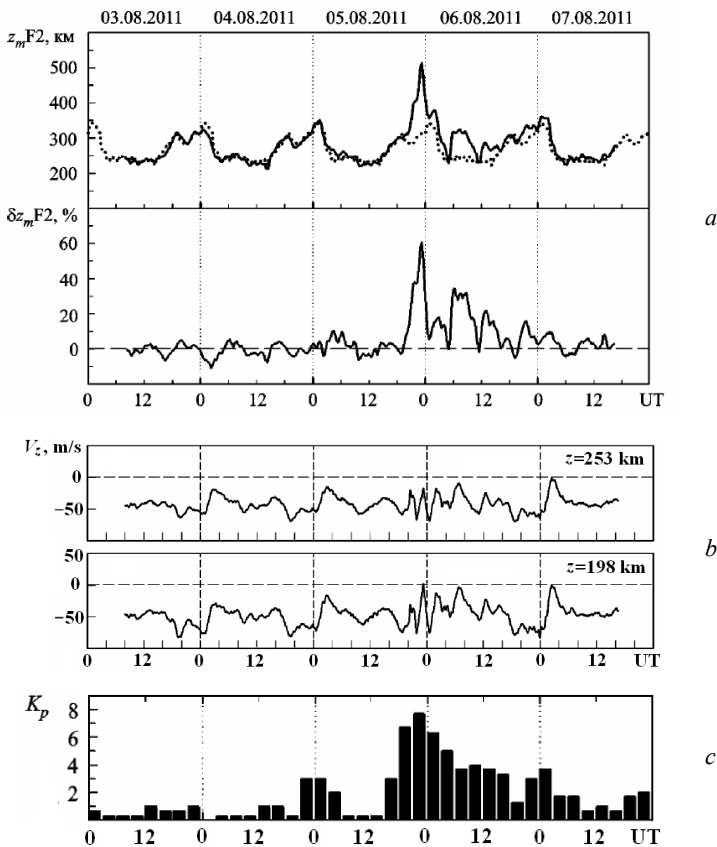 03.08.2011 04.08.2011 05.08.2011 06.08.2011 07.08.2011
zmF2, км
500
400
300
200
a
δzmF2, %
60
40
20
0
0 12 0 12 0 12 0 12 0 12 UT
Vz, m/s
0
−50
z=253 km
b
50
0
−50
z=198 km
0 12 0 12 0 12 0 12 0 12 UT
Kp
8
6
4
2
c
0 12 0 12 0 12 0 12 0 12 UT